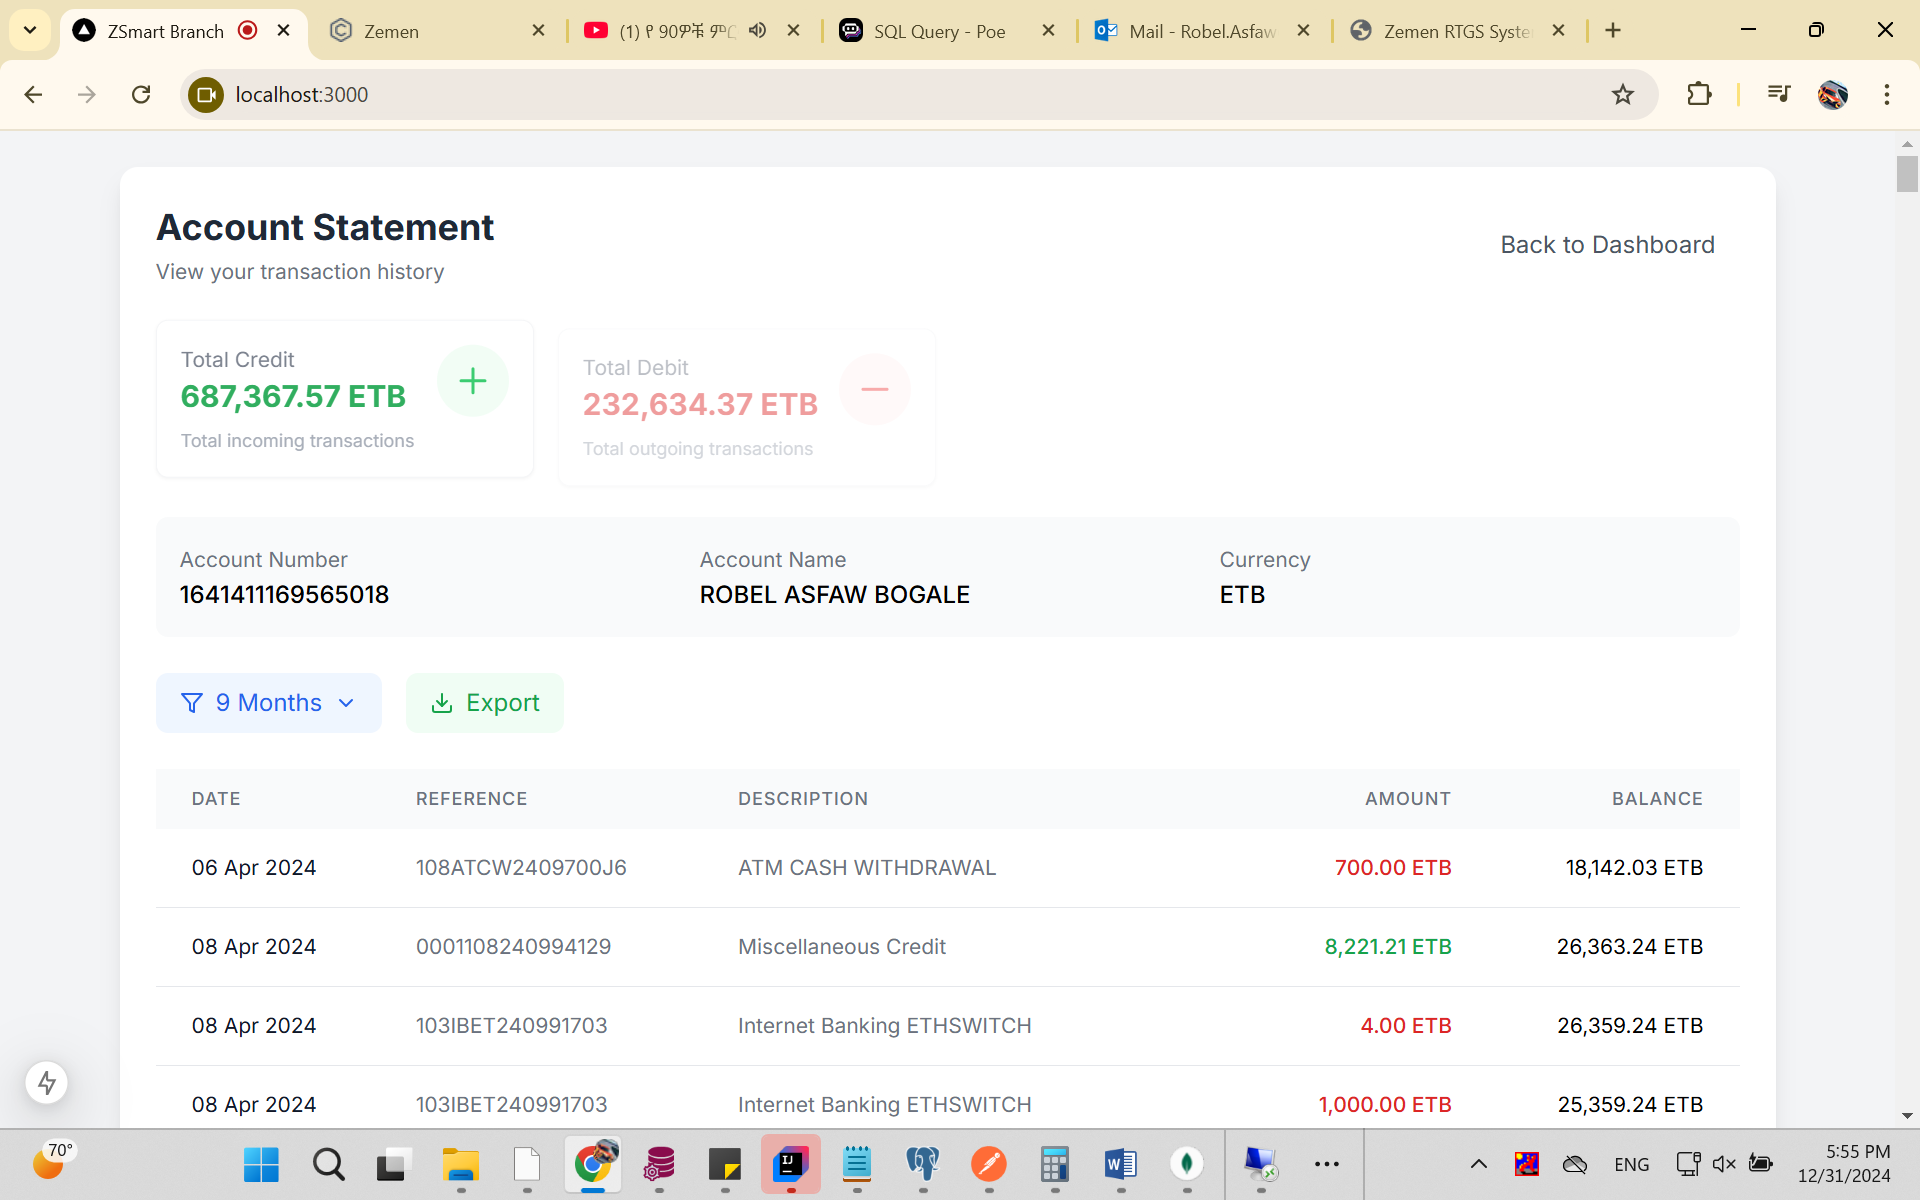 ZSmart Branch
Zemen
(1) የ 90ዎቹ ምር
SQL Query - Poe
Mail - Robel.Asfaw
Zemen RTGS Syste
localhost:3000
Account Statement
View your transaction history
Back to Dashboard
Total Credit
687,367.57 ETB
Total incoming transactions
Total Debit
232,634.37 ETB
Total outgoing transactions
Account Number
1641411169565018
Account Name
ROBEL ASFAW BOGALE
Currency
ETB
9 Months
Export
DATE REFERENCE DESCRIPTION AMOUNT BALANCE
06 Apr 2024 108ATCW2409700J6 ATM CASH WITHDRAWAL 700.00 ETB 18,142.03 ETB
08 Apr 2024 0001108240994129 Miscellaneous Credit 8,221.21 ETB 26,363.24 ETB
08 Apr 2024 103IBET240991703 Internet Banking ETHSWITCH 4.00 ETB 26,359.24 ETB
08 Apr 2024 103IBET240991703 Internet Banking ETHSWITCH 1,000.00 ETB 25,359.24 ETB
70°
IJ
W
ENG
5:55 PM
12/31/2024